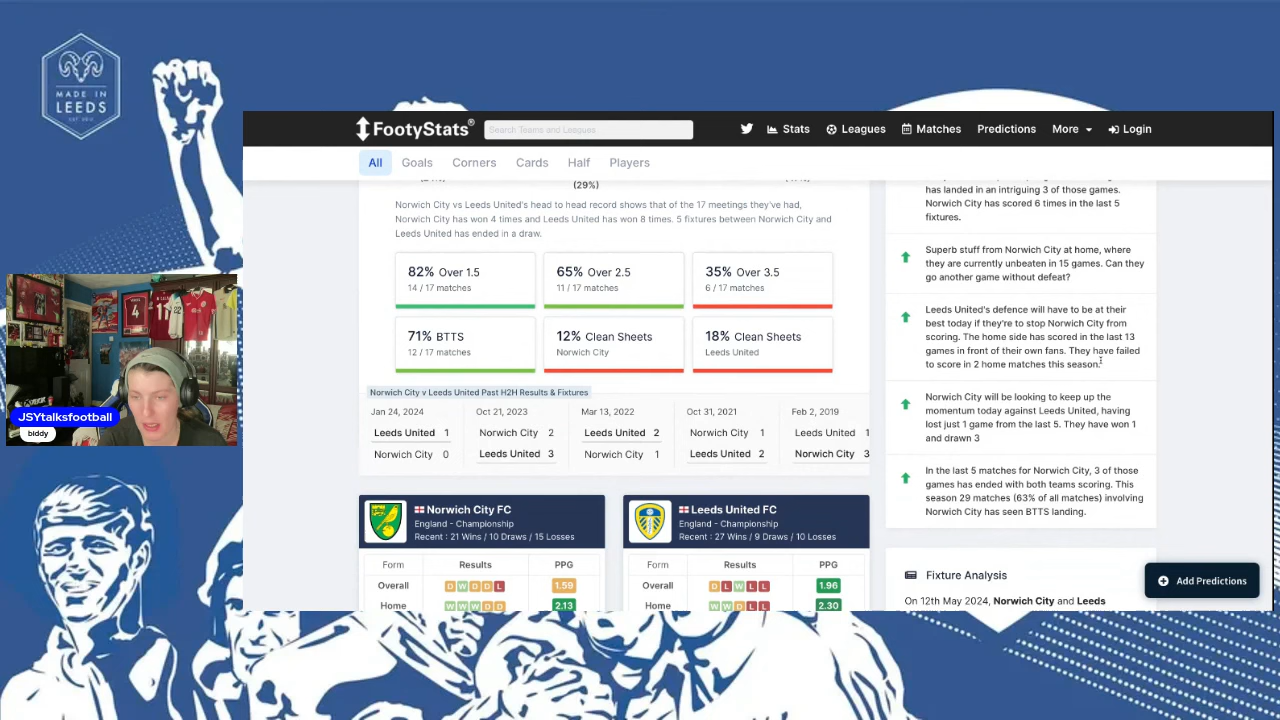 MADE IN
LEEDS
FootyStats®
Search Teams and Leagues
Stats
Leagues
Matches
Predictions
More
Login
All
Goals
Corners
Cards
Half
Players
(29%)
Norwich City vs Leeds United's head to head record shows that of the 17 meetings they've had,
Norwich City has won 4 times and Leeds United has won 8 times. 5 fixtures between Norwich City and
Leeds United has ended in a draw.
82% Over 1.5
14 / 17 matches
65% Over 2.5
11 / 17 matches
35% Over 3.5
6 / 17 matches
71% BTTS
12 / 17 matches
12% Clean Sheets
Norwich City
18% Clean Sheets
Leeds United
Norwich City v Leeds United Past H2H Results & Fixtures
Jan 24, 2024
Leeds United 1
Norwich City 0
Oct 21, 2023
Norwich City 2
Leeds United 3
Mar 13, 2022
Leeds United 2
Norwich City 1
Oct 31, 2021
Norwich City 1
Leeds United 2
Feb 2, 2019
Leeds United 1
Norwich City 3
Norwich City FC
England - Championship
Recent : 21 Wins / 10 Draws / 15 Losses
Form Results PPG
Overall D W D D L 1.59
Home W W W D D 2.13
Leeds United FC
England - Championship
Recent : 27 Wins / 9 Draws / 10 Losses
Form Results PPG
Overall D L W L L 1.96
Home W W D L L 2.30
has landed in an intriguing 3 of those games.
Norwich City has scored 6 times in the last 5
fixtures.
Superb stuff from Norwich City at home, where
they are currently unbeaten in 15 games. Can they
go another game without defeat?
Leeds United's defence will have to be at their
best today if they're to stop Norwich City from
scoring. The home side has scored in the last 13
games in front of their own fans. They have failed
to score in 2 home matches this season.
Norwich City will be looking to keep up the
momentum today against Leeds United, having
lost just 1 game from the last 5. They have won 1
and drawn 3
In the last 5 matches for Norwich City, 3 of those
games has ended with both teams scoring. This
season 29 matches (63% of all matches) involving
Norwich City has seen BTTS landing.
Fixture Analysis
On 12th May 2024, Norwich City and Leeds
Add Predictions
JSYtalksfootball
biddy